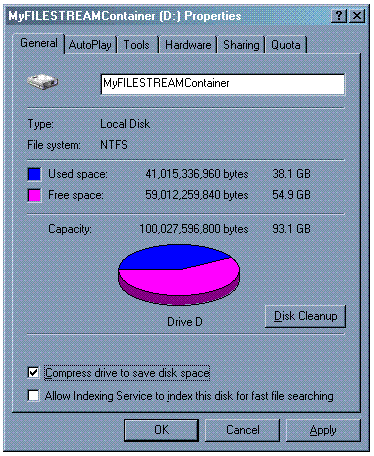 MyFILESTREAMContainer (D:) Properties
General AutoPlay Tools Hardware Sharing Quota
MyFILESTREAMContainer
Type: Local Disk
File system: NTFS
Used space: 41,015,336,960 bytes 38.1 GB
Free space: 59,012,259,840 bytes 54.9 GB
Capacity: 100,027,596,800 bytes 93.1 GB
Drive D
Disk Cleanup
Compress drive to save disk space
Allow Indexing Service to index this disk for fast file searching
OK Cancel Apply